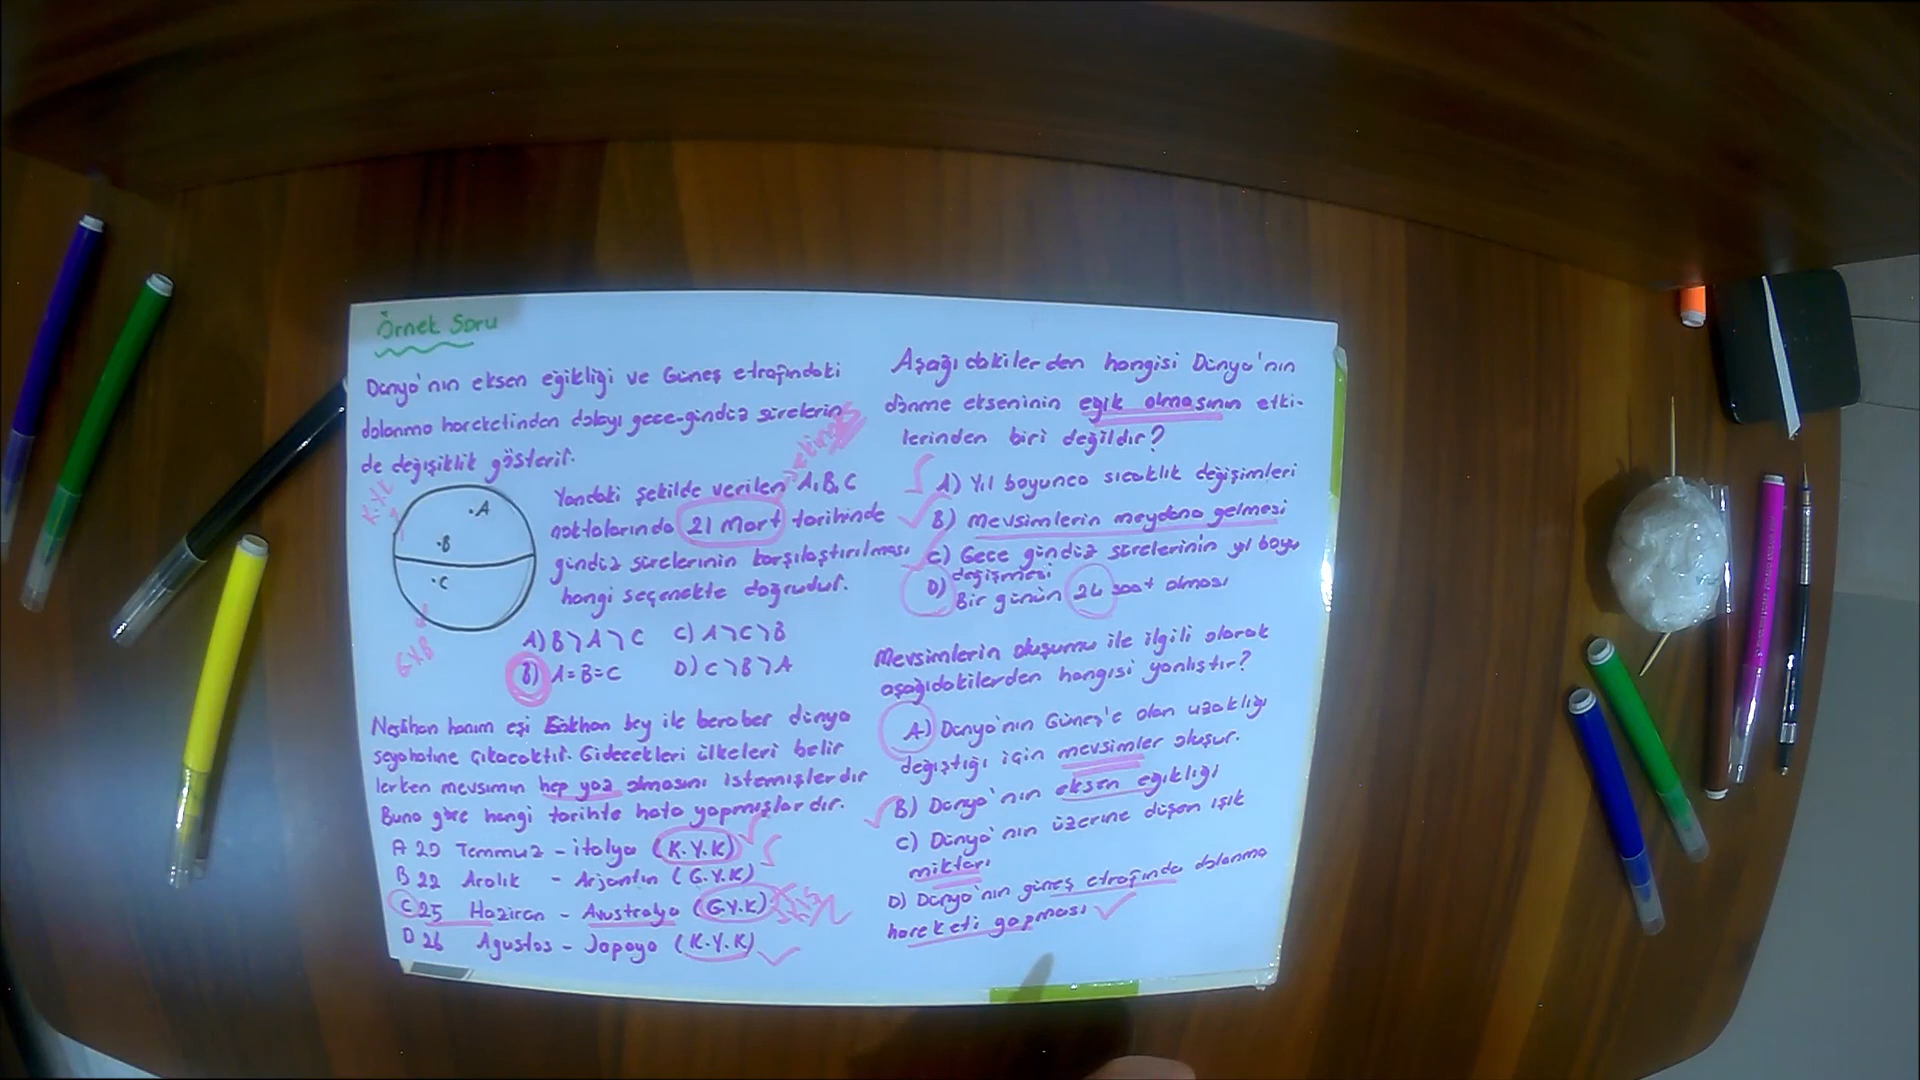 Örnek Soru
Dünya'nın eksen eğikliği ve Güneş etrafındaki
dolanma hareketinden dolayı gece-gündüz sürelerin
de değişiklik gösterir.
Yandaki şekilde verilen A, B, C
noktalarında 21 Mart tarihinde
gündüz sürelerinin karşılaştırılması
hangi seçenekte doğrudur.
K.Y.K
A
B
C
G.Y.K
A) B > A > C C) A > C > B
B) A = B = C D) C > B > A
Neslihan hanım eşi Gökhan bey ile beraber dünya
seyahatine çıkacaktır. Gidecekleri ülkeleri belir
lerken mevsimin hep yaz olmasını istemişlerdir
Buna göre hangi tarihte hata yapmışlardır.
A 29 Temmuz - italya (K.Y.K)
B 22 Aralık - Arjantin (G.Y.K)
C 25 Haziran - Avustralya (G.Y.K)
D 26 Ağustos - Japoya (K.Y.K)
Aşağıdakilerden hangisi Dünya'nın
dönme ekseninin eğik olmasının etki-
lerinden biri değildir?
A) Yıl boyunca sıcaklık değişimleri
B) Mevsimlerin meydana gelmesi
C) Gece gündüz sürelerinin yıl boyu
değişmesi
D) Bir günün 24 saat olması
Mevsimlerin oluşumu ile ilgili olarak
aşağıdakilerden hangisi yanlıştır?
A) Dünya'nın Güneş'e olan uzaklığı
değiştiği için mevsimler oluşur.
B) Dünya'nın eksen eğikliği
C) Dünya'nın üzerine düşen ışık
miktarı
D) Dünya'nın güneş etrafında dolanma
hareketi yapması